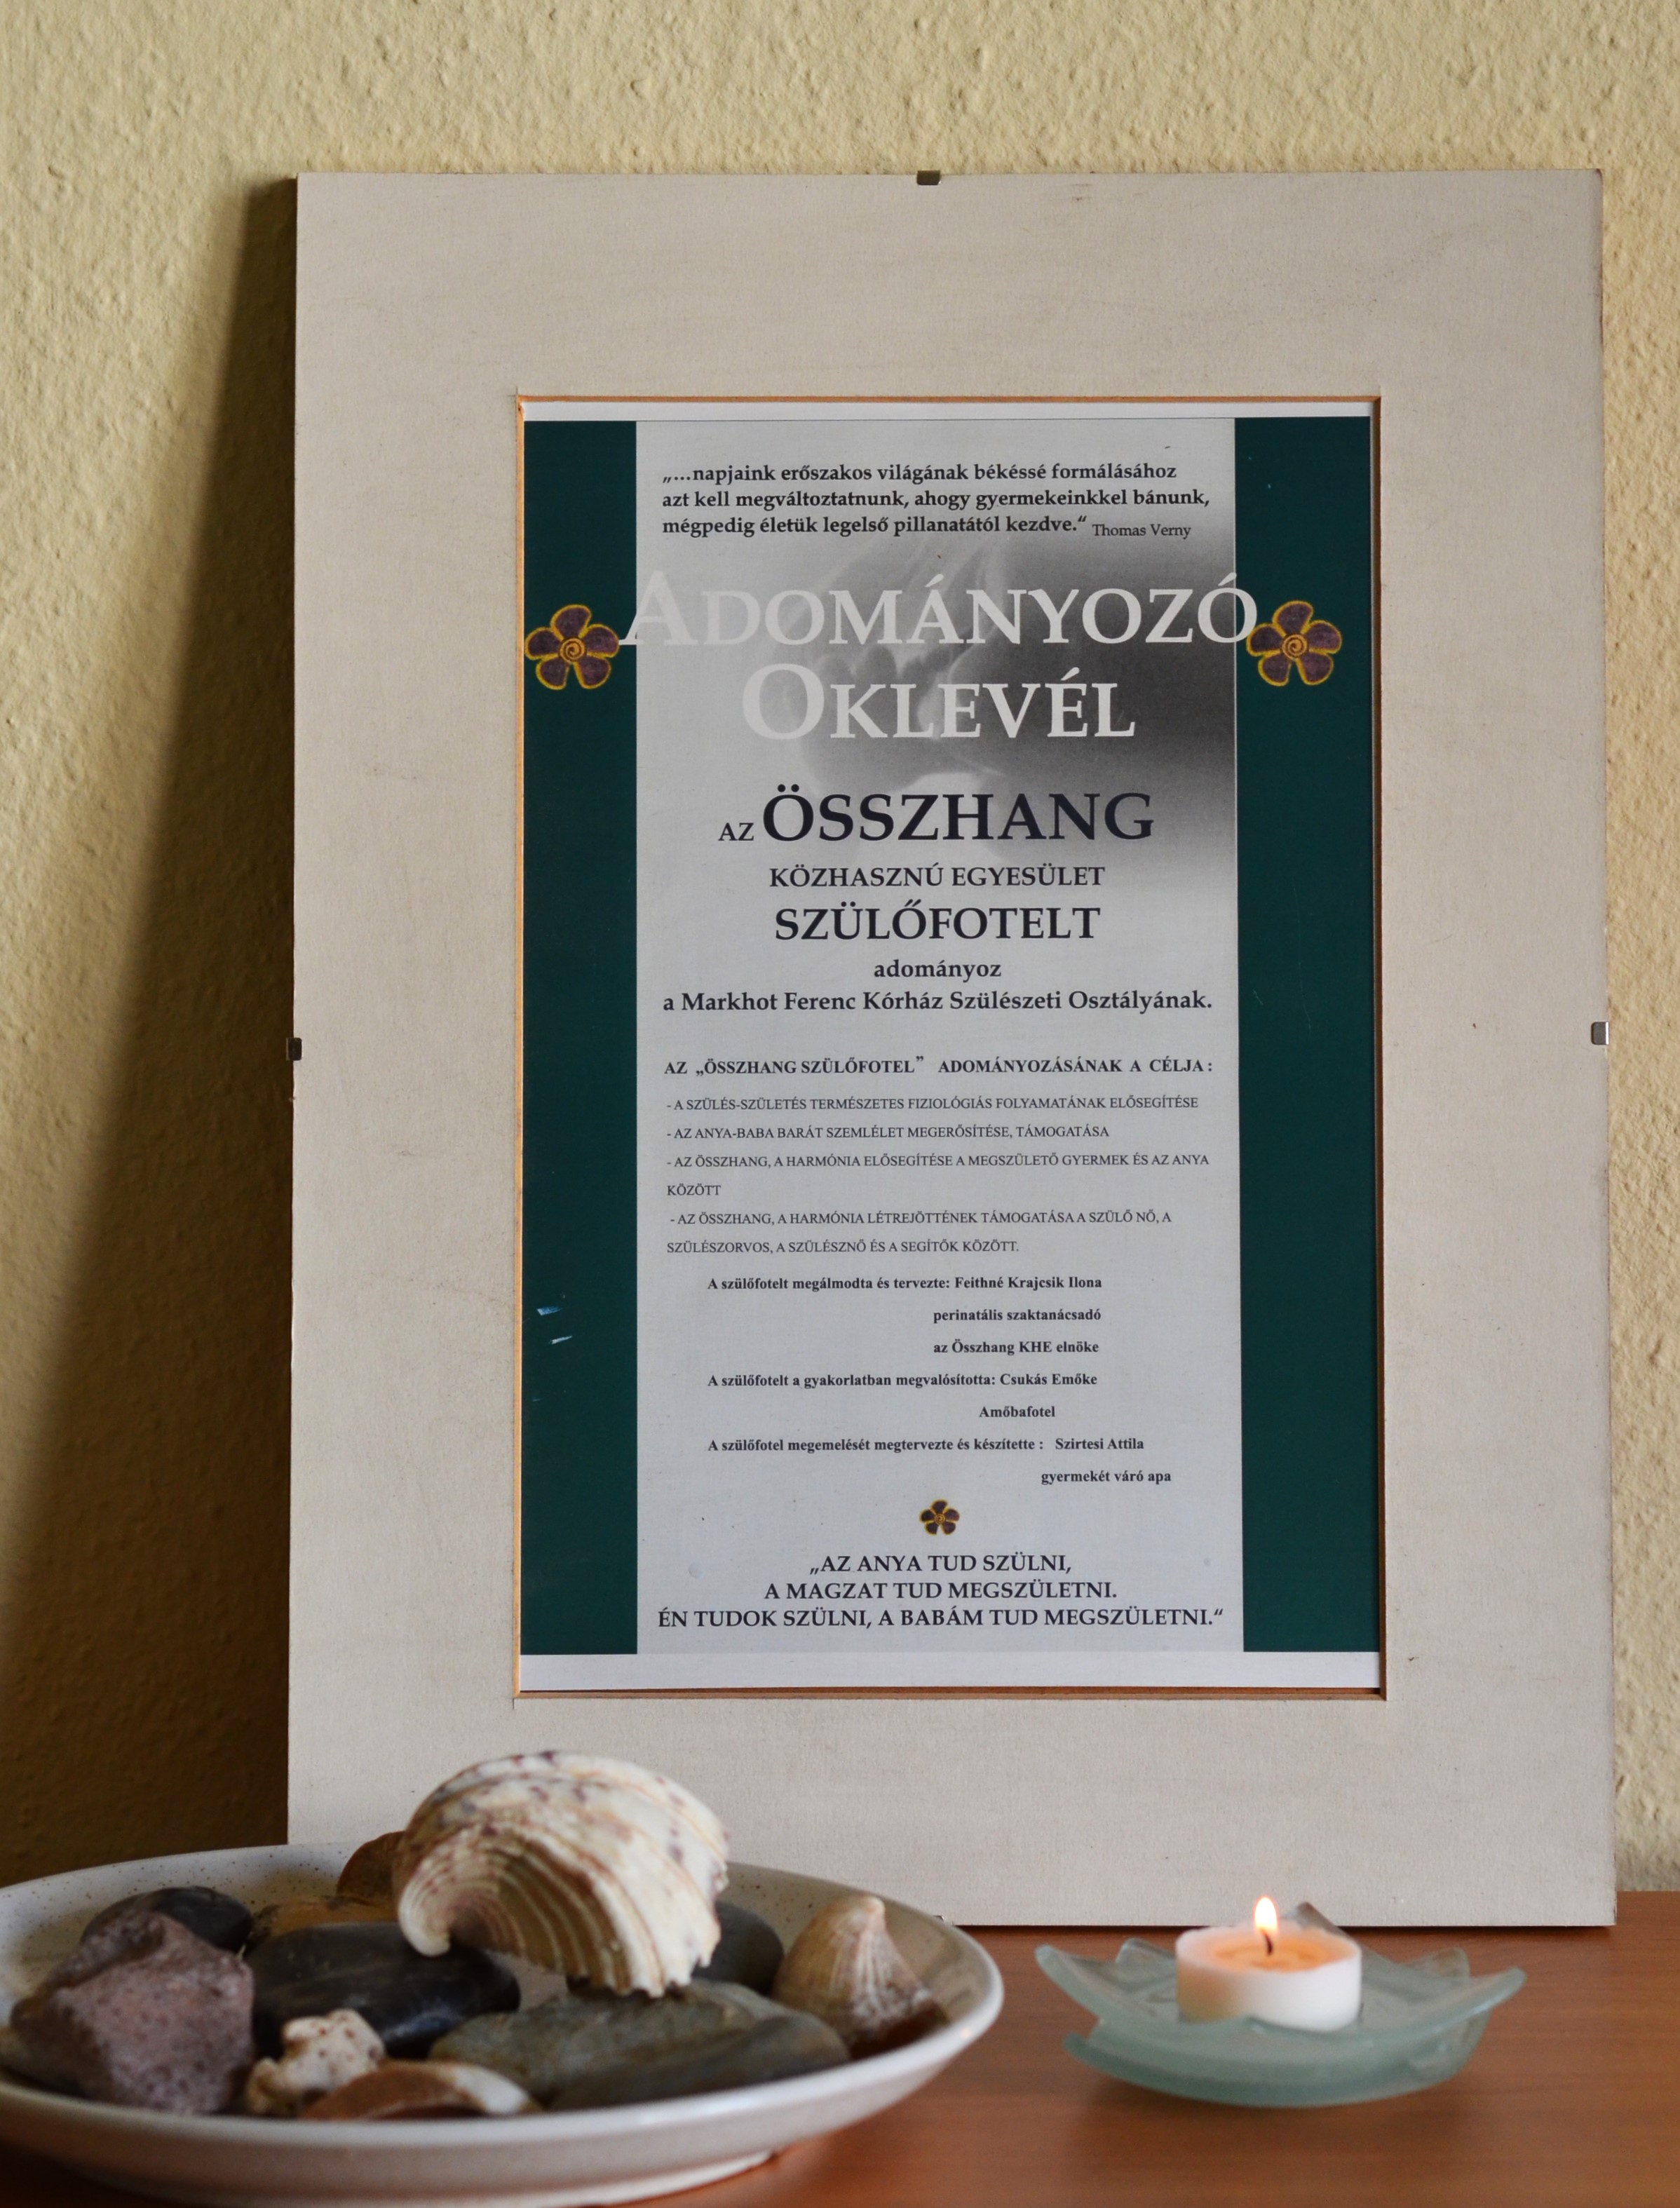 „...napjaink erőszakos világának békéssé formálásához
azt kell megváltoztatnunk, ahogy gyermekeinkkel bánunk,
mégpedig életük legelső pillanatától kezdve.“ Thomas Verny
ADOMÁNYOZÓ
OKLEVÉL
AZ ÖSSZHANG
KÖZHASZNÚ EGYESÜLET
SZÜLŐFOTELT
adományoz
a Markhot Ferenc Kórház Szülészeti Osztályának.
AZ „ÖSSZHANG SZÜLŐFOTEL” ADOMÁNYOZÁSÁNAK A CÉLJA :
- A SZÜLÉS-SZÜLETÉS TERMÉSZETES FIZIOLÓGIÁS FOLYAMATÁNAK ELŐSEGÍTÉSE
- AZ ANYA-BABA BARÁT SZEMLÉLET MEGERŐSÍTÉSE, TÁMOGATÁSA
- AZ ÖSSZHANG, A HARMÓNIA ELŐSEGÍTÉSE A MEGSZÜLETŐ GYERMEK ÉS AZ ANYA
KÖZÖTT
- AZ ÖSSZHANG, A HARMÓNIA LÉTREJÖTTÉNEK TÁMOGATÁSA A SZÜLŐ NŐ, A
SZÜLÉSZORVOS, A SZÜLÉSZNŐ ÉS A SEGÍTŐK KÖZÖTT.
A szülőfotelt megálmodta és tervezte: Feithné Krajcsik Ilona
perinatális szaktanácsadó
az Összhang KHE elnöke
A szülőfotelt a gyakorlatban megvalósította: Csukás Emőke
Amőbafotel
A szülőfotel megemelését megtervezte és készítette : Szirtesi Attila
gyermekét váró apa
„AZ ANYA TUD SZÜLNI,
A MAGZAT TUD MEGSZÜLETNI.
ÉN TUDOK SZÜLNI, A BABÁM TUD MEGSZÜLETNI.“